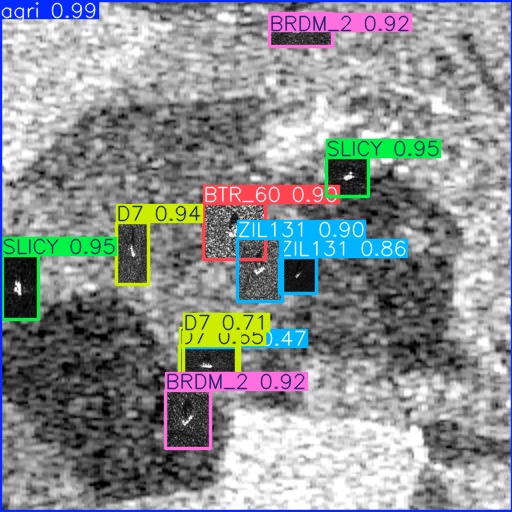 agri 0.99
BRDM_2 0.92
SLICY 0.95
BTR_60 0.90
D7 0.94
ZIL131 0.90
SLICY 0.95
ZIL131 0.86
D7 0.71
0.47
BRDM_2 0.92